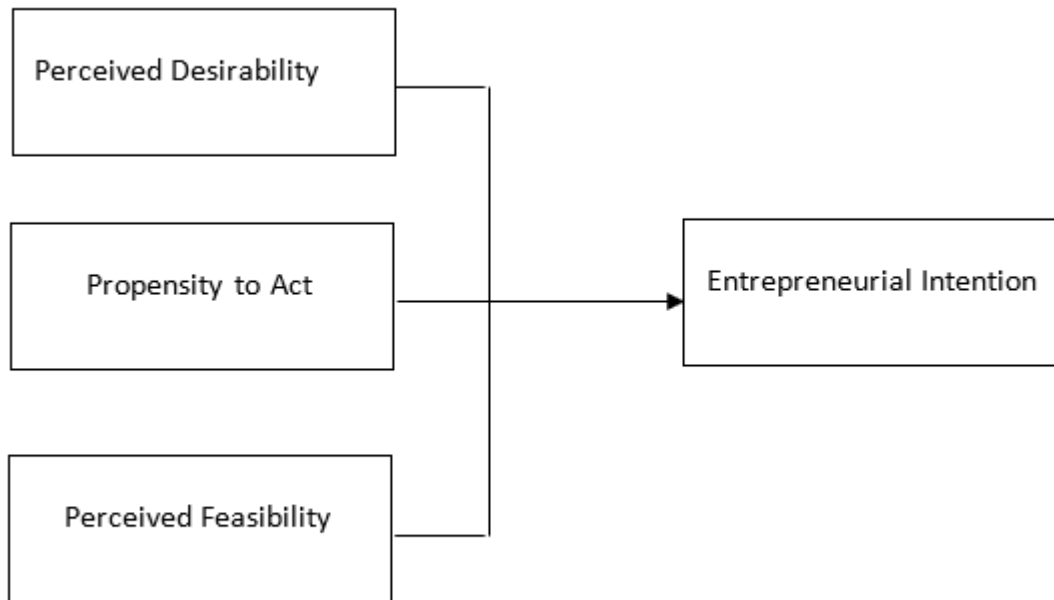 Perceived Desirability
Propensity to Act
Entrepreneurial Intention
Perceived Feasibility